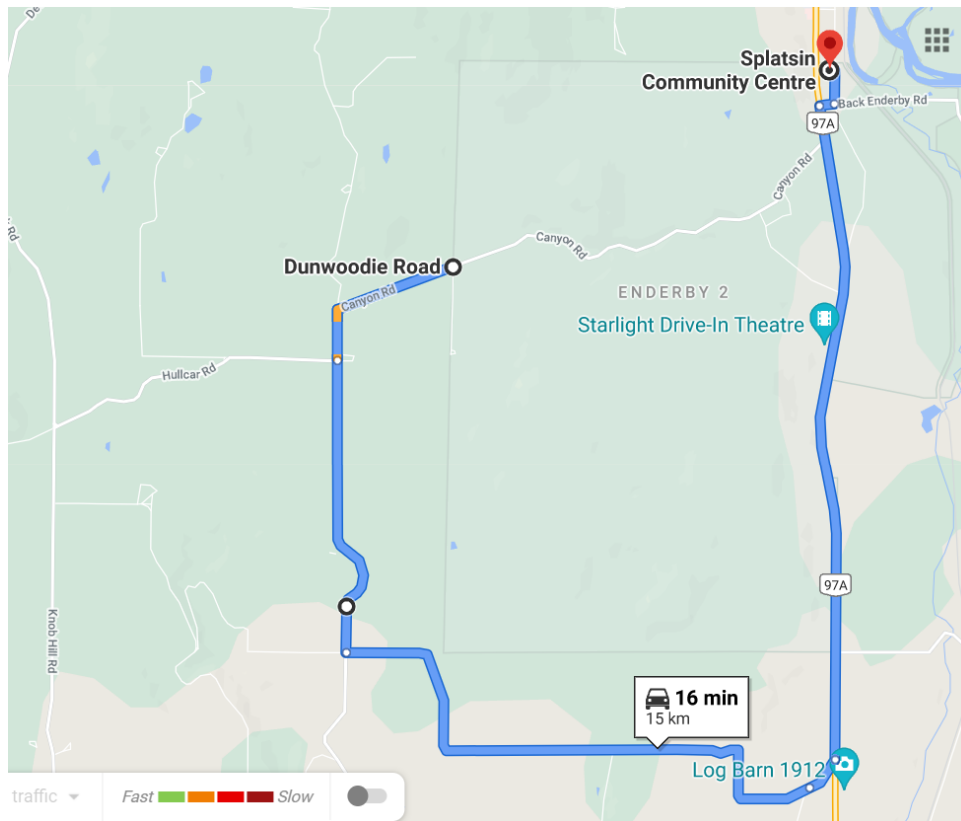 Splatsin
Community Centre
Back Enderby Rd
97A
Canyon Rd
Canyon Rd
Dunwoodie Road
Canyon Rd
ENDERBY 2
Starlight Drive-In Theatre
Hullcar Rd
97A
Knob Hill Rd
16 min
15 km
Log Barn 1912
traffic
Fast
Slow